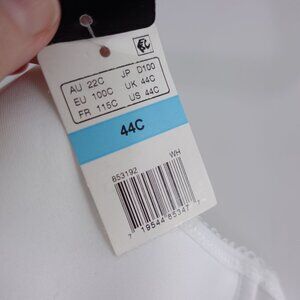 AU 22C JP D100
EU 100C UK 44C
FR 115C US 44C
44C
853192 WH
7 19544 85347 7